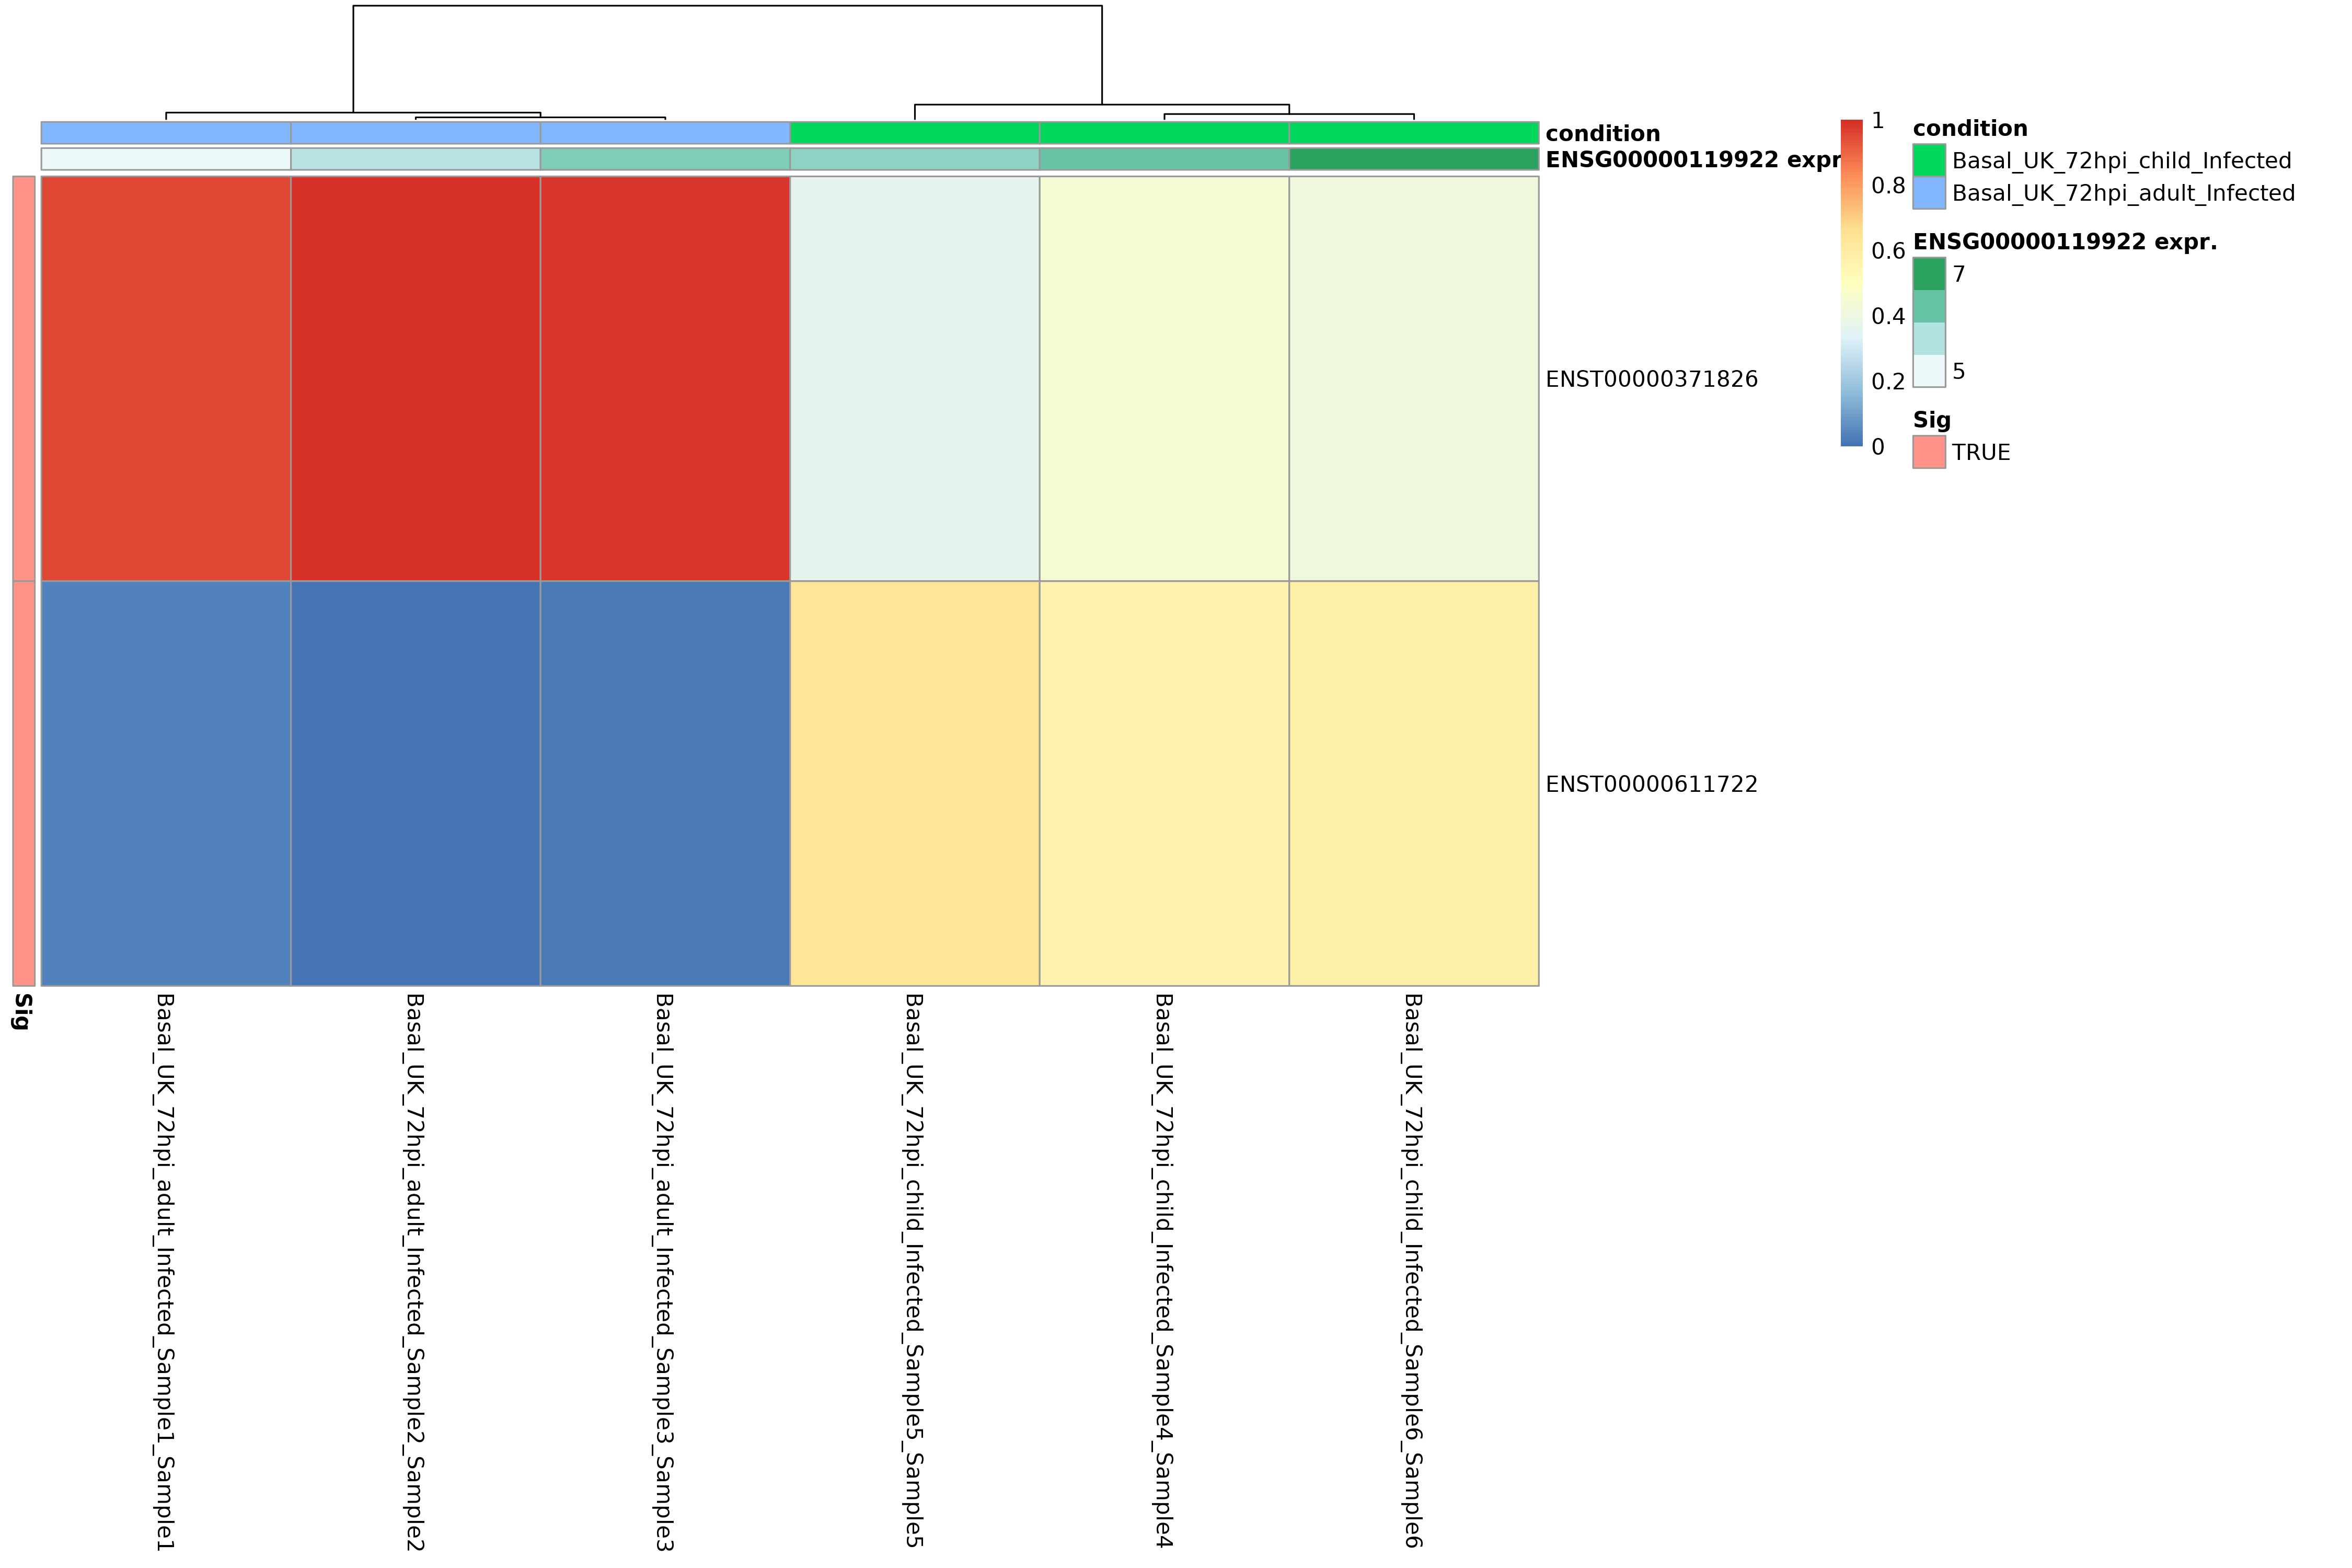 condition
ENSG00000119922 expr
1
0.8
0.6
0.4
0.2
0
condition
Basal_UK_72hpi_child_Infected
Basal_UK_72hpi_adult_Infected
ENSG00000119922 expr.
7
5
Sig
TRUE
ENST00000371826
ENST00000611722
Sig
Basal_UK_72hpi_adult_Infected_Sample1_Sample1
Basal_UK_72hpi_adult_Infected_Sample2_Sample2
Basal_UK_72hpi_adult_Infected_Sample3_Sample3
Basal_UK_72hpi_child_Infected_Sample5_Sample5
Basal_UK_72hpi_child_Infected_Sample4_Sample4
Basal_UK_72hpi_child_Infected_Sample6_Sample6